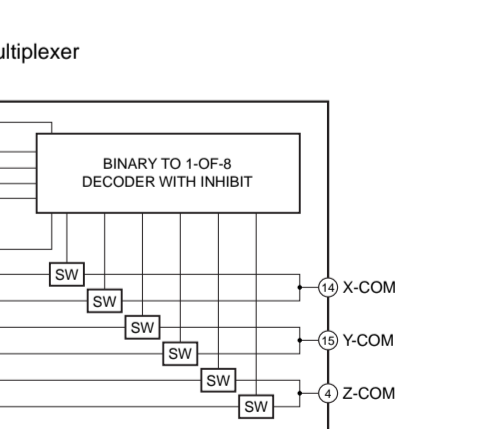 BINARY TO 1-OF-8
DECODER WITH INHIBIT
SW
14 X-COM
SW
SW
15 Y-COM
SW
SW
4 Z-COM
SW